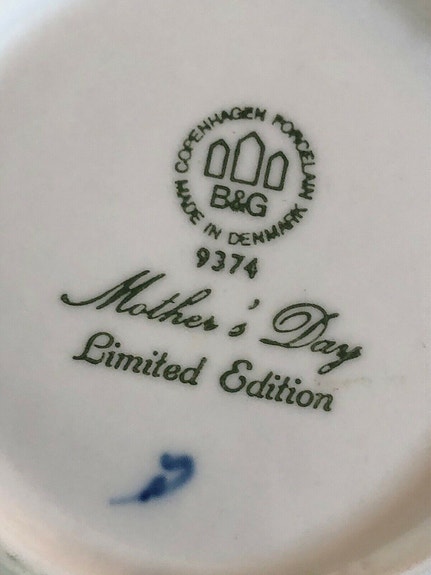 COPENHAGEN PORCELAIN
B&G
MADE IN DENMARK
9374
Mother's Day
Limited Edition